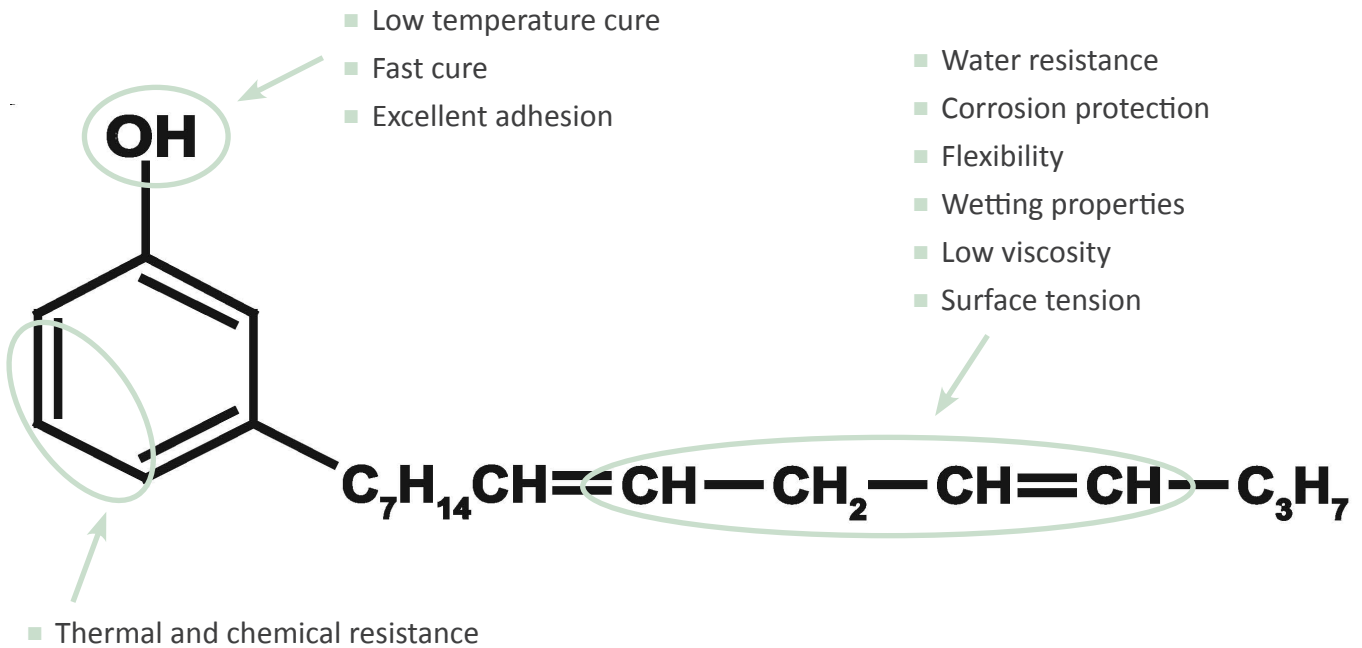 ■ Low temperature cure
■ Fast cure
■ Excellent adhesion
■ Water resistance
■ Corrosion protection
■ Flexibility
■ Wetting properties
■ Low viscosity
■ Surface tension
OH
C₇H₁₄CH=CH—CH₂—CH=CH—C₃H₇
■ Thermal and chemical resistance